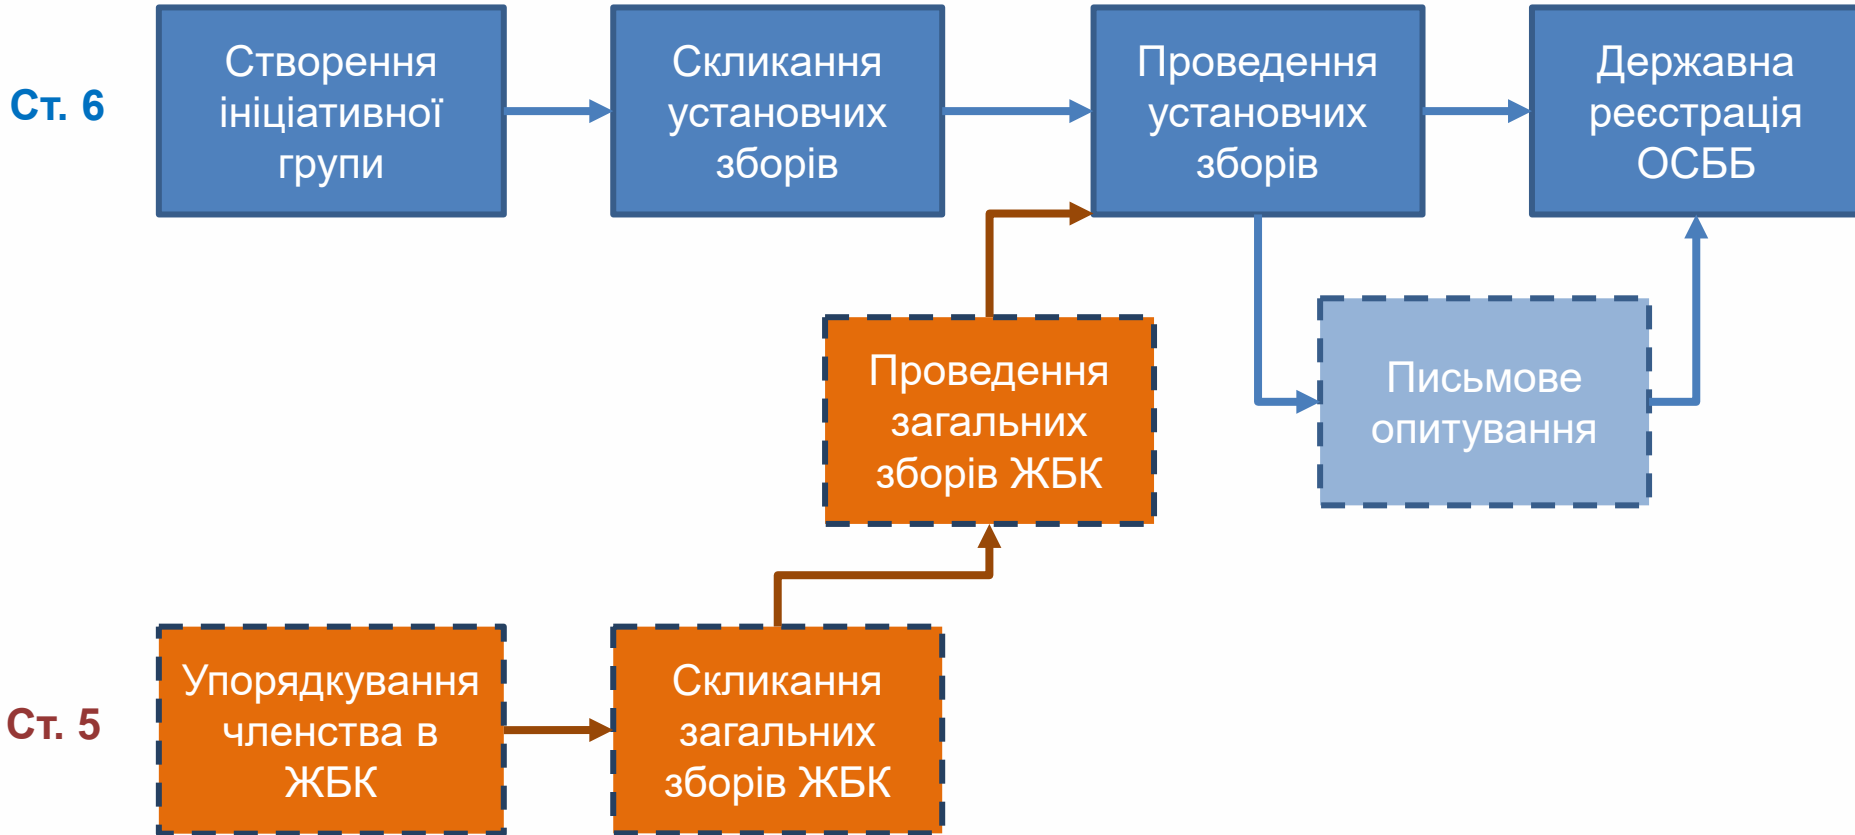 Ст. 6
Створення
ініціативної
групи
Скликання
установчих
зборів
Проведення
установчих
зборів
Державна
реєстрація
ОСББ
Проведення
загальних
зборів ЖБК
Письмове
опитування
Ст. 5
Упорядкування
членства в
ЖБК
Скликання
загальних
зборів ЖБК